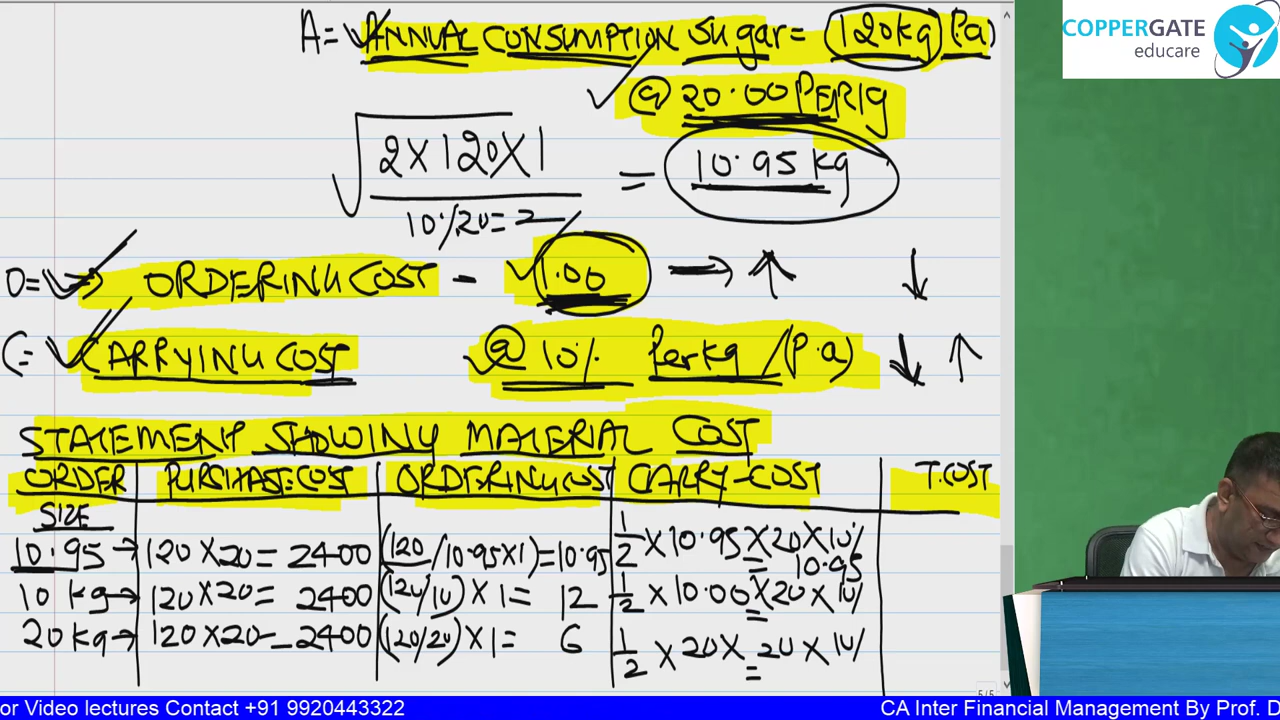 COPPERGATE
educare
A= ANNUAL CONSUMPTION Sugar= 120kg (Pa)
@ 20.00 PER kg
√ 2 X 120 X 1 / 10%20=2 = 10.95 kg
O= ORDERING COST - 1.00 → ↑ ↓
C= CARRYING COST @ 10% Per kg /(P.a) ↓ ↑
STATEMENT SHOWING MATERIAL COST
ORDER SIZE PURCHASE COST ORDERING COST CARRY-COST T.COST
10.95 → 120 X 20 = 2400 (120/10.95X1)=10.95 1/2 X 10.95 X 20 X 10% = 10.95
10 kg → 120 X 20 = 2400 (120/10) X 1 = 12 1/2 X 10.00 X 20 X 10% =
20 kg → 120 X 20 - 2400 (120/20) X 1 = 6 1/2 X 20 X 20 X 10% =
5/5
or Video lectures Contact +91 9920443322 CA Inter Financial Management By Prof. D